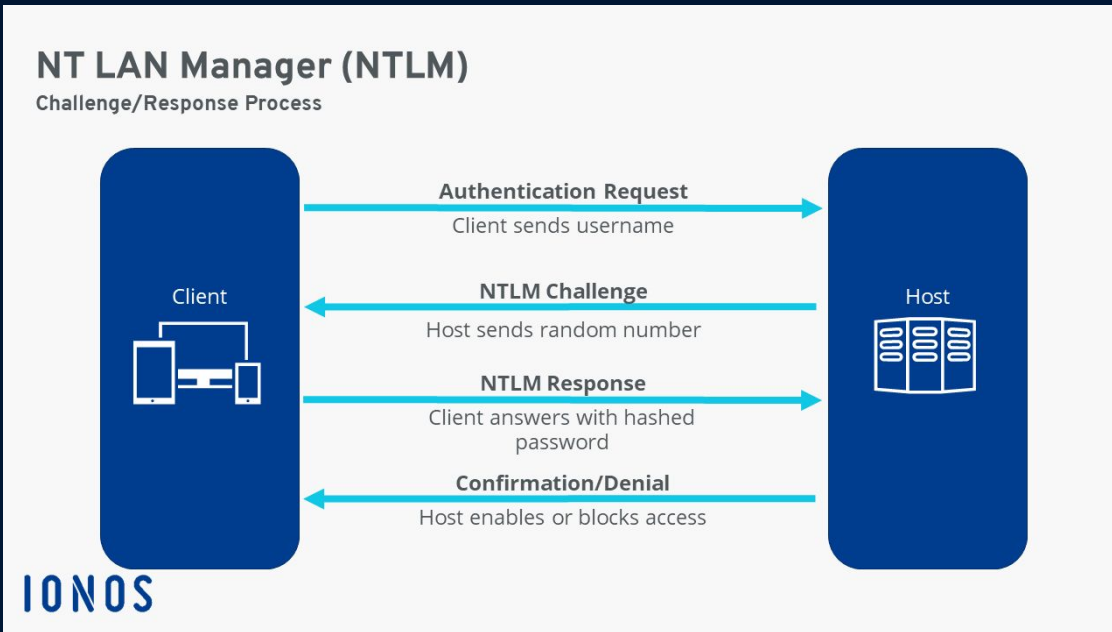 NT LAN Manager (NTLM)
Challenge/Response Process
Authentication Request
Client sends username
Client
NTLM Challenge
Host
Host sends random number
NTLM Response
Client answers with hashed
password
Confirmation/Denial
Host enables or blocks access
IONOS